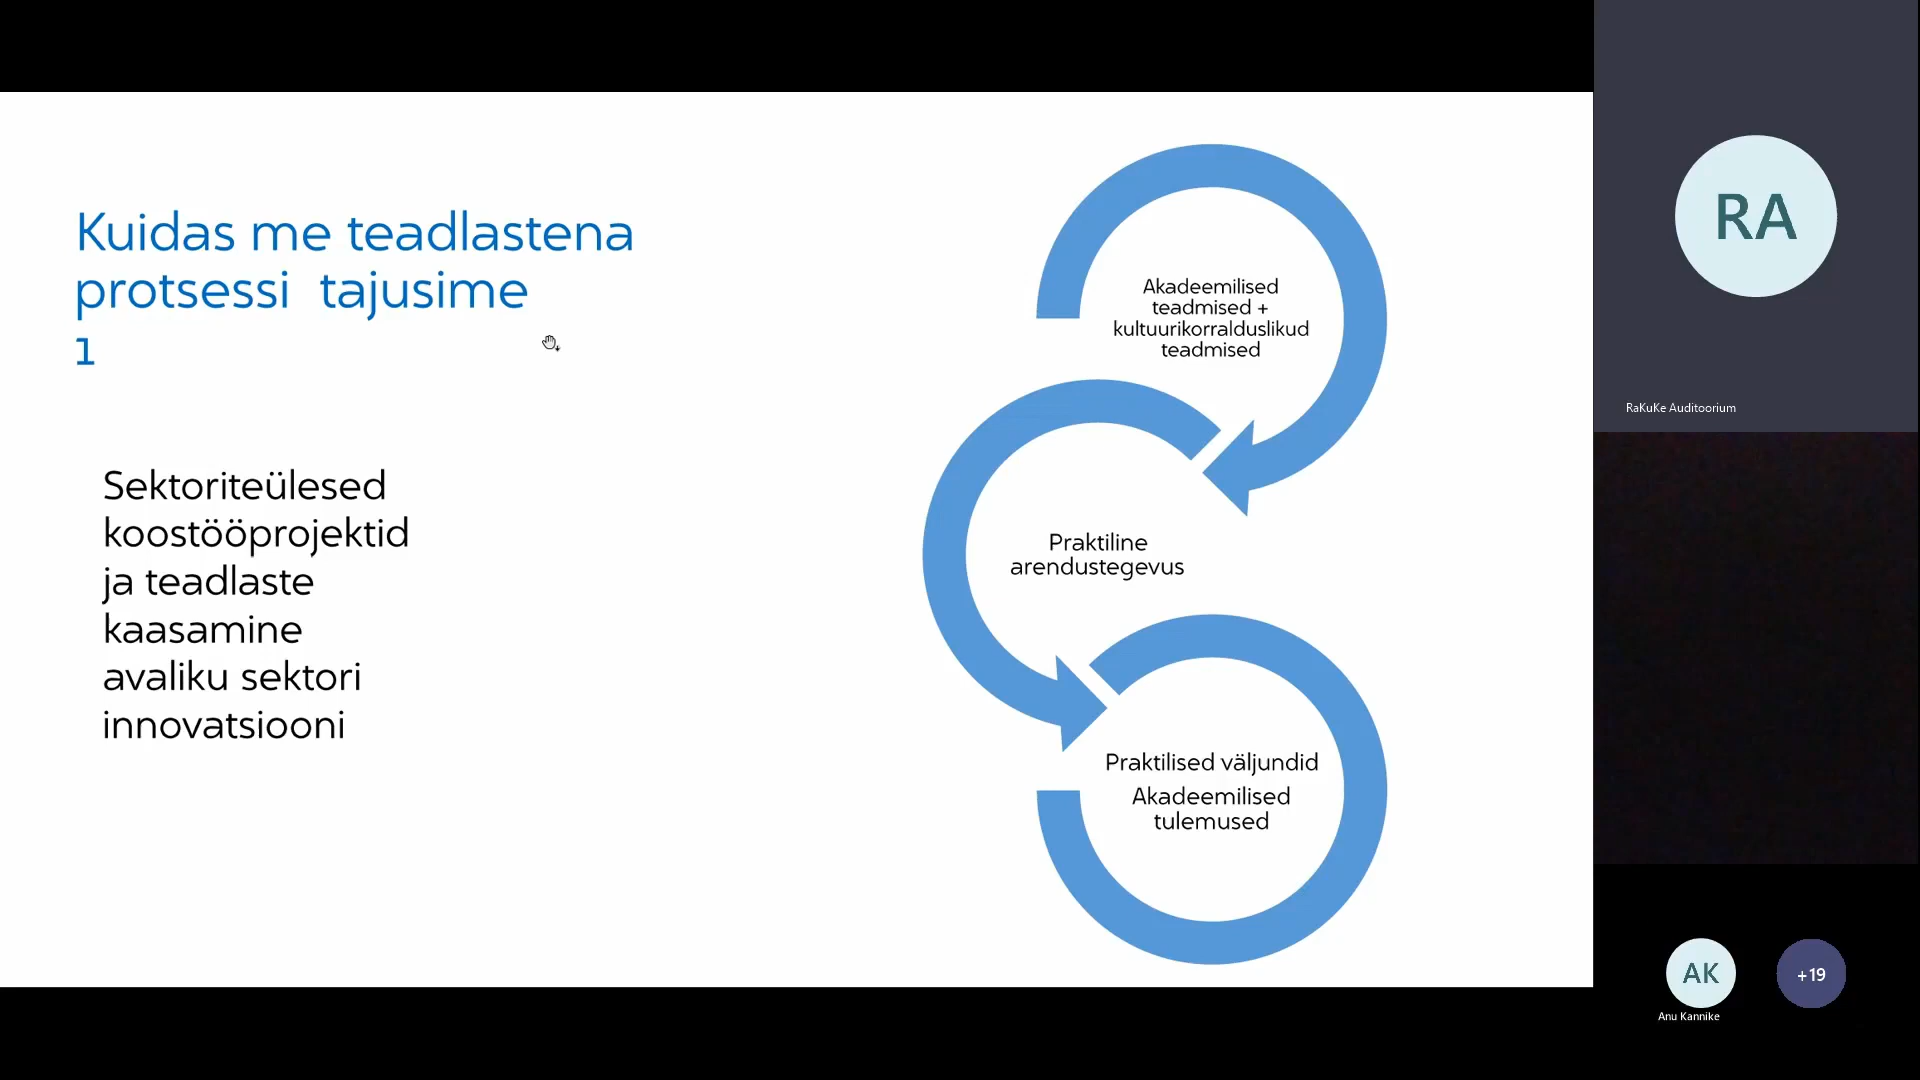 Kuidas me teadlastena
protsessi tajusime
1
Sektoriteülesed
koostööprojektid
ja teadlaste
kaasamine
avaliku sektori
innovatsiooni
Akadeemilised
teadmised +
kultuurikorralduslikud
teadmised
Praktiline
arendustegevus
Praktilised väljundid
Akadeemilised
tulemused
RA
RaKuKe Auditoorium
AK
+19
Anu Kannike